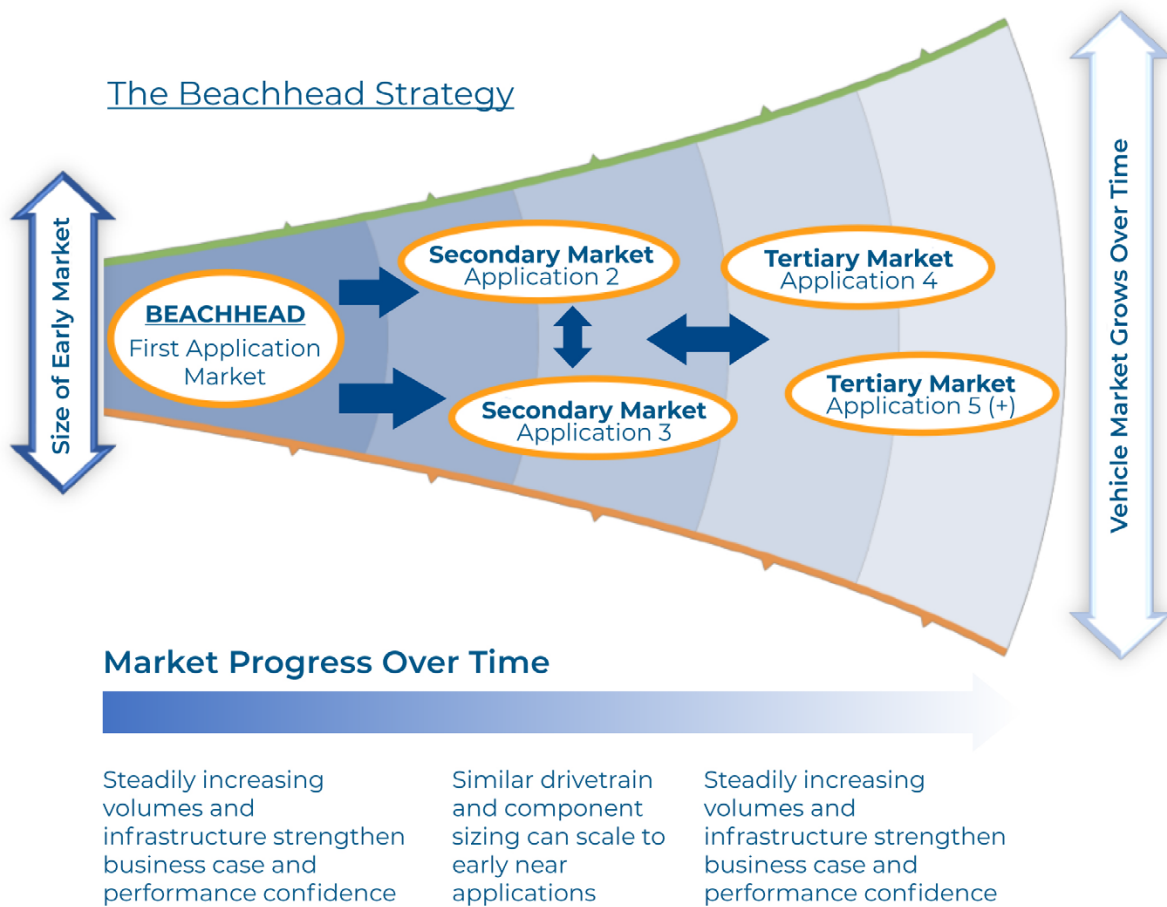 The Beachhead Strategy
Size of Early Market
BEACHHEAD
First Application
Market
Secondary Market
Application 2
Secondary Market
Application 3
Tertiary Market
Application 4
Tertiary Market
Application 5 (+)
Vehicle Market Grows Over Time
Market Progress Over Time
Steadily increasing
volumes and
infrastructure strengthen
business case and
performance confidence
Similar drivetrain
and component
sizing can scale to
early near
applications
Steadily increasing
volumes and
infrastructure strengthen
business case and
performance confidence